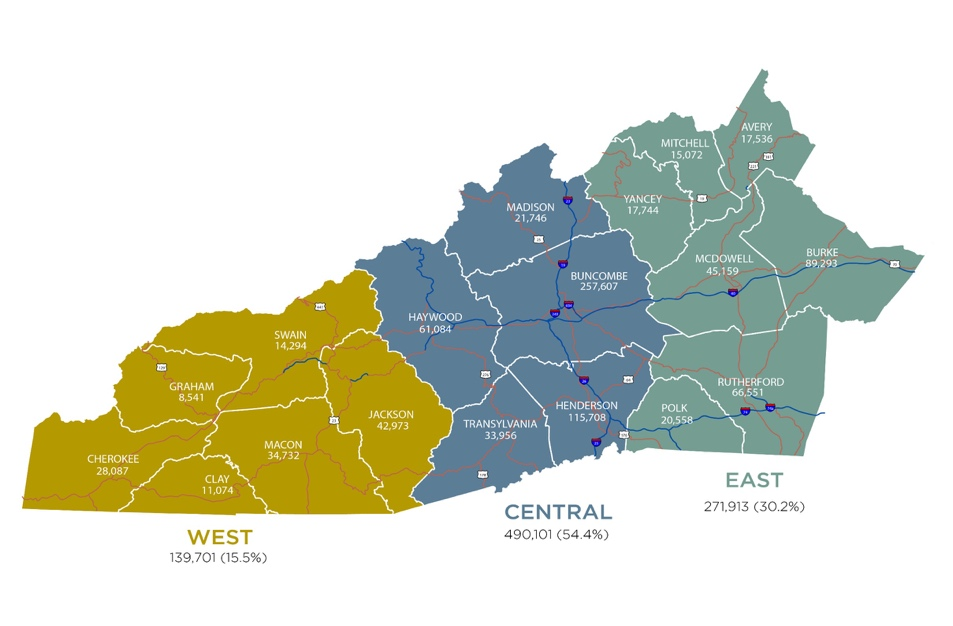 AVERY
17,536
MITCHELL
15,072
YANCEY
17,744
MADISON
21,746
MCDOWELL
45,159
BURKE
89,293
BUNCOMBE
257,607
HAYWOOD
61,084
SWAIN
14,294
GRAHAM
8,541
JACKSON
42,973
TRANSYLVANIA
33,956
HENDERSON
115,708
POLK
20,558
RUTHERFORD
66,551
MACON
34,732
CHEROKEE
28,087
CLAY
11,074
EAST
271,913 (30.2%)
CENTRAL
490,101 (54.4%)
WEST
139,701 (15.5%)